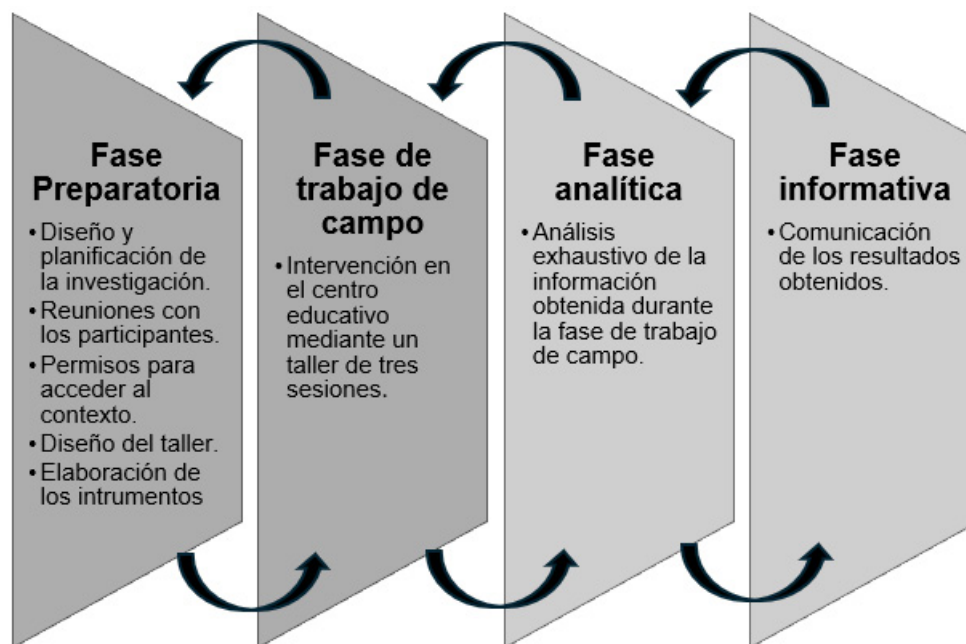 Fase
Preparatoria
•Diseño y
planificación de
la investigación.
•Reuniones con
los participantes.
•Permisos para
acceder al
contexto.
•Diseño del taller.
•Elaboración de
los intrumentos
Fase de
trabajo de
campo
•Intervención en
el centro
educativo
mediante un
taller de tres
sesiones.
Fase
analítica
•Análisis
exhaustivo de la
información
obtenida durante
la fase de trabajo
de campo.
Fase
informativa
•Comunicación
de los resultados
obtenidos.